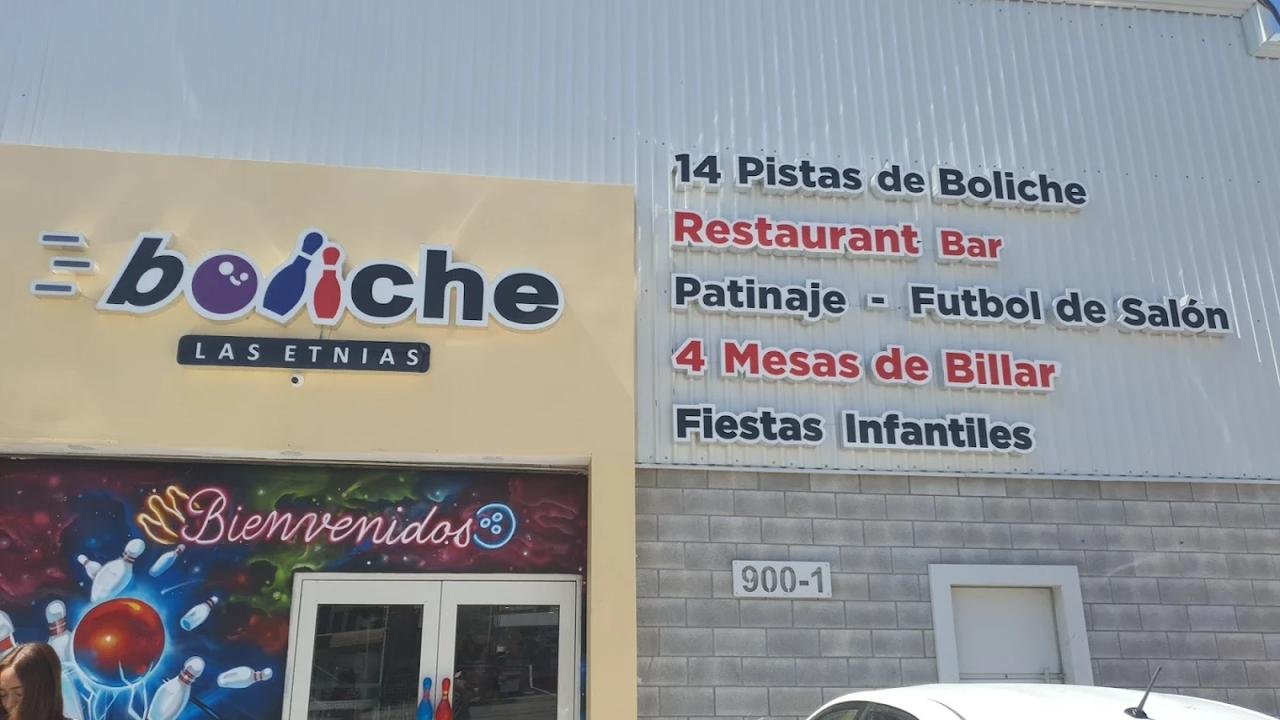 boliche
LAS ETNIAS
14 Pistas de Boliche
Restaurant Bar
Patinaje - Futbol de Salón
4 Mesas de Billar
Fiestas Infantiles
Bienvenidos
900-1